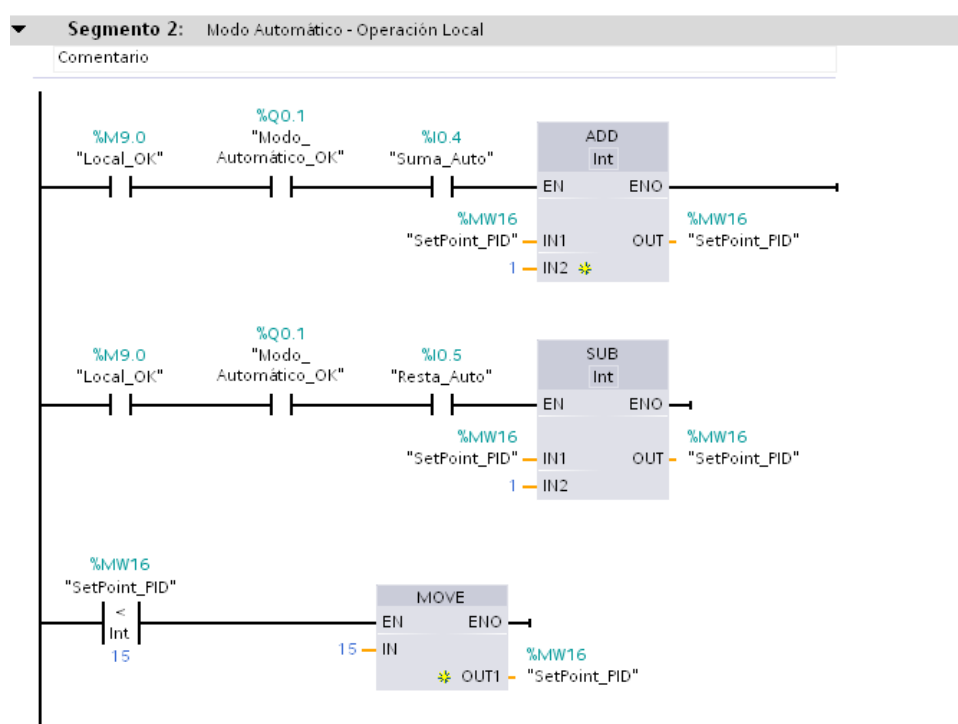 Segmento 2: Modo Automático - Operación Local
Comentario
%M9.0
"Local_OK"
%Q0.1
"Modo_
Automático_OK"
%I0.4
"Suma_Auto"
ADD
Int
EN ENO
%MW16
"SetPoint_PID"
IN1 OUT
%MW16
"SetPoint_PID"
1 IN2
%M9.0
"Local_OK"
%Q0.1
"Modo_
Automático_OK"
%I0.5
"Resta_Auto"
SUB
Int
EN ENO
%MW16
"SetPoint_PID"
IN1 OUT
%MW16
"SetPoint_PID"
1 IN2
%MW16
"SetPoint_PID"
<
Int
15
MOVE
EN ENO
15 IN
OUT1
%MW16
"SetPoint_PID"